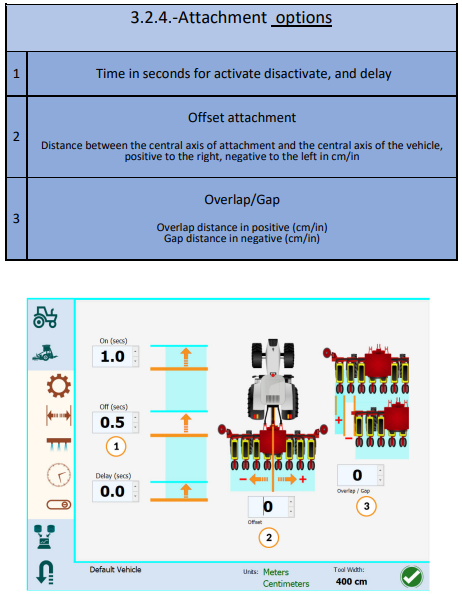 3.2.4.-Attachment options
1
Time in seconds for activate disactivate, and delay
2
Offset attachment
Distance between the central axis of attachment and the central axis of the vehicle,
positive to the right, negative to the left in cm/in
3
Overlap/Gap
Overlap distance in positive (cm/in)
Gap distance in negative (cm/in)
On (secs)
1.0
Off (secs)
0.5
1
Delay (secs)
0.0
- +
0
Offset
2
+
-
0
Overlap / Gap
3
Default Vehicle
Units: Meters
Centimeters
Tool Width:
400 cm